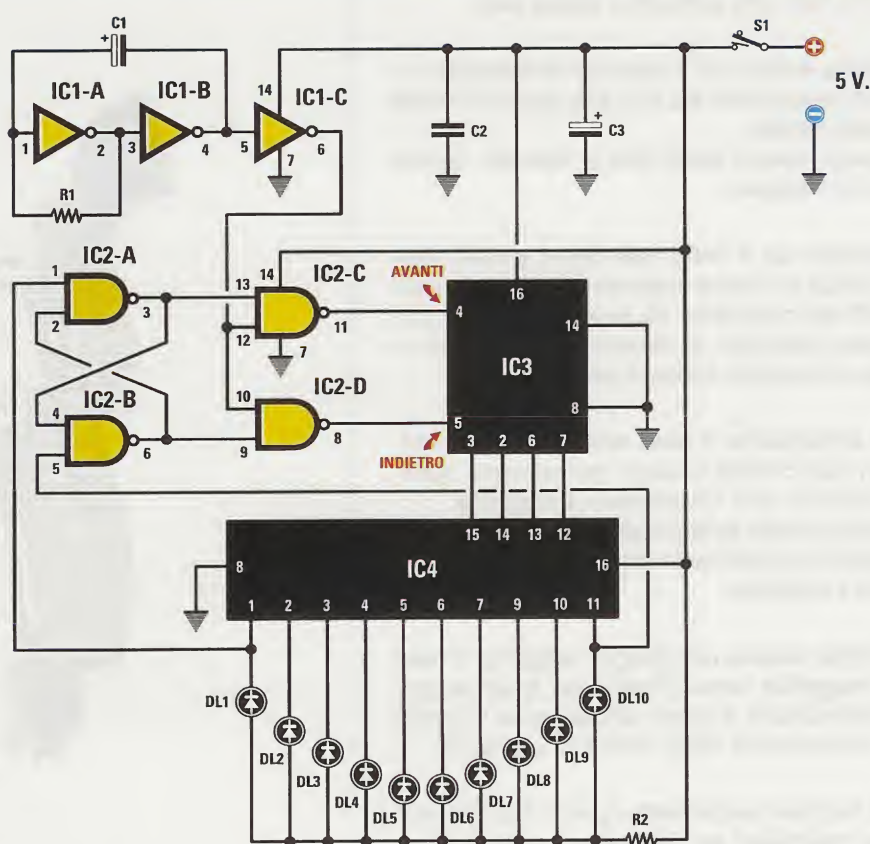 C1
+
S1
IC1-A
IC1-B
IC1-C
14
+
5 V.
1
2
3
4
5
6
7
C2
+
C3
R1
IC2-A
1
2
3
13
14
IC2-C
AVANTI
12
11
7
4
16
14
IC3
8
5
3
2
6
7
IC2-B
4
5
6
10
IC2-D
9
8
INDIETRO
15
14
13
12
8
IC4
16
1
2
3
4
5
6
7
9
10
11
DL1
DL2
DL3
DL4
DL5
DL6
DL7
DL8
DL9
DL10
R2